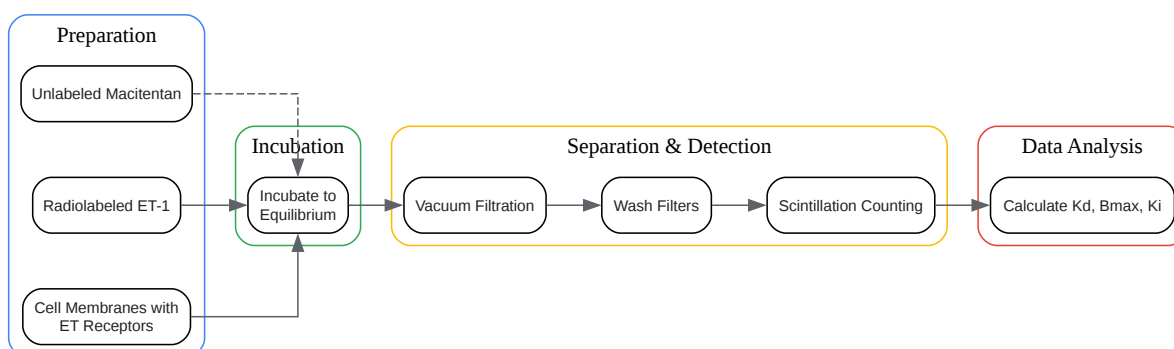 Preparation
Unlabeled Macitentan
Radiolabeled ET-1
Cell Membranes with
ET Receptors
Incubation
Incubate to
Equilibrium
Separation & Detection
Vacuum Filtration
Wash Filters
Scintillation Counting
Data Analysis
Calculate Kd, Bmax, Ki